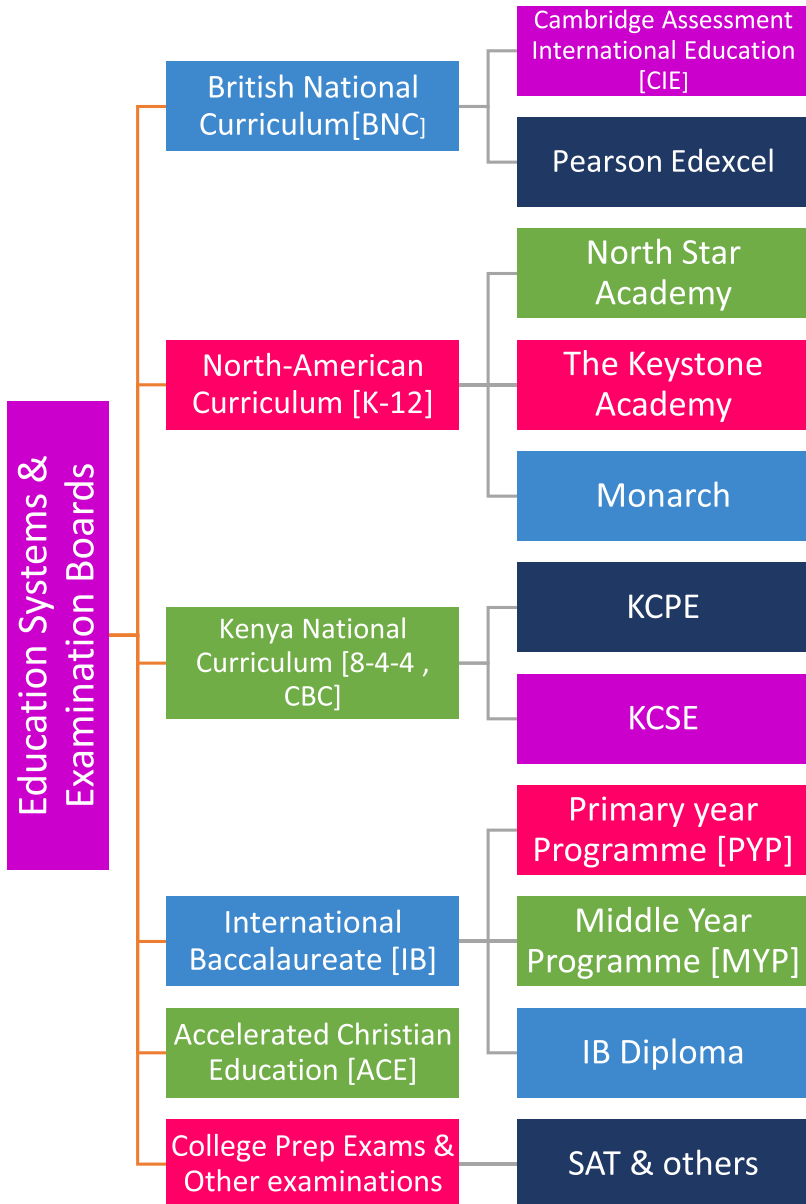 Education Systems &
Examination Boards
British National
Curriculum[BNC]
Cambridge Assessment
International Education
[CIE]
Pearson Edexcel
North-American
Curriculum [K-12]
North Star
Academy
The Keystone
Academy
Monarch
Kenya National
Curriculum [8-4-4 ,
CBC]
KCPE
KCSE
International
Baccalaureate [IB]
Primary year
Programme [PYP]
Middle Year
Programme [MYP]
IB Diploma
Accelerated Christian
Education [ACE]
College Prep Exams &
Other examinations
SAT & others